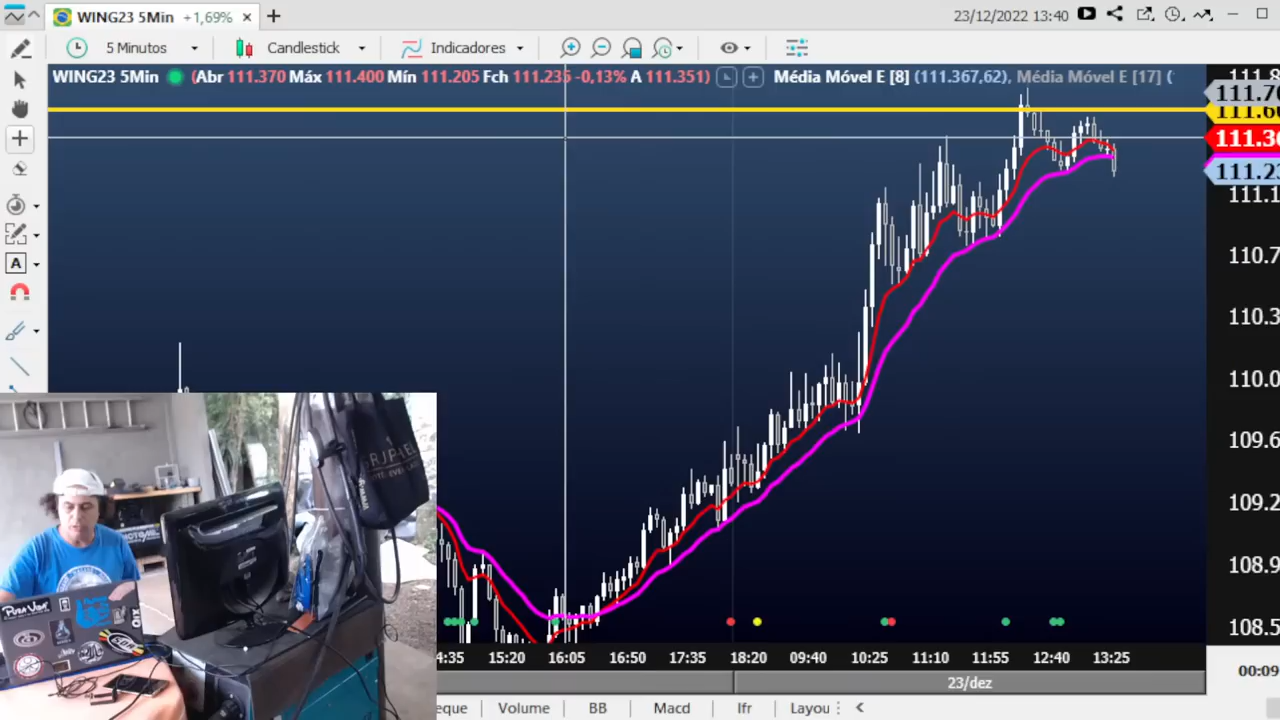 WING23 5Min +1,69%
23/12/2022 13:40
5 Minutos
Candlestick
Indicadores
WING23 5Min (Abr 111.370 Máx 111.400 Mín 111.205 Fch 111.235 -0,13% A 111.351)
Média Móvel E [8] (111.367,62), Média Móvel E [17] (
111.8
111.70
111.60
111.30
111.23
111.1
110.7
110.3
110.0
109.6
109.2
108.9
108.5
A
PURA VIDA
4:35 15:20 16:05 16:50 17:35 18:20 09:40 10:25 11:10 11:55 12:40 13:25
00:09
23/dez
eque Volume BB Macd Ifr Layou